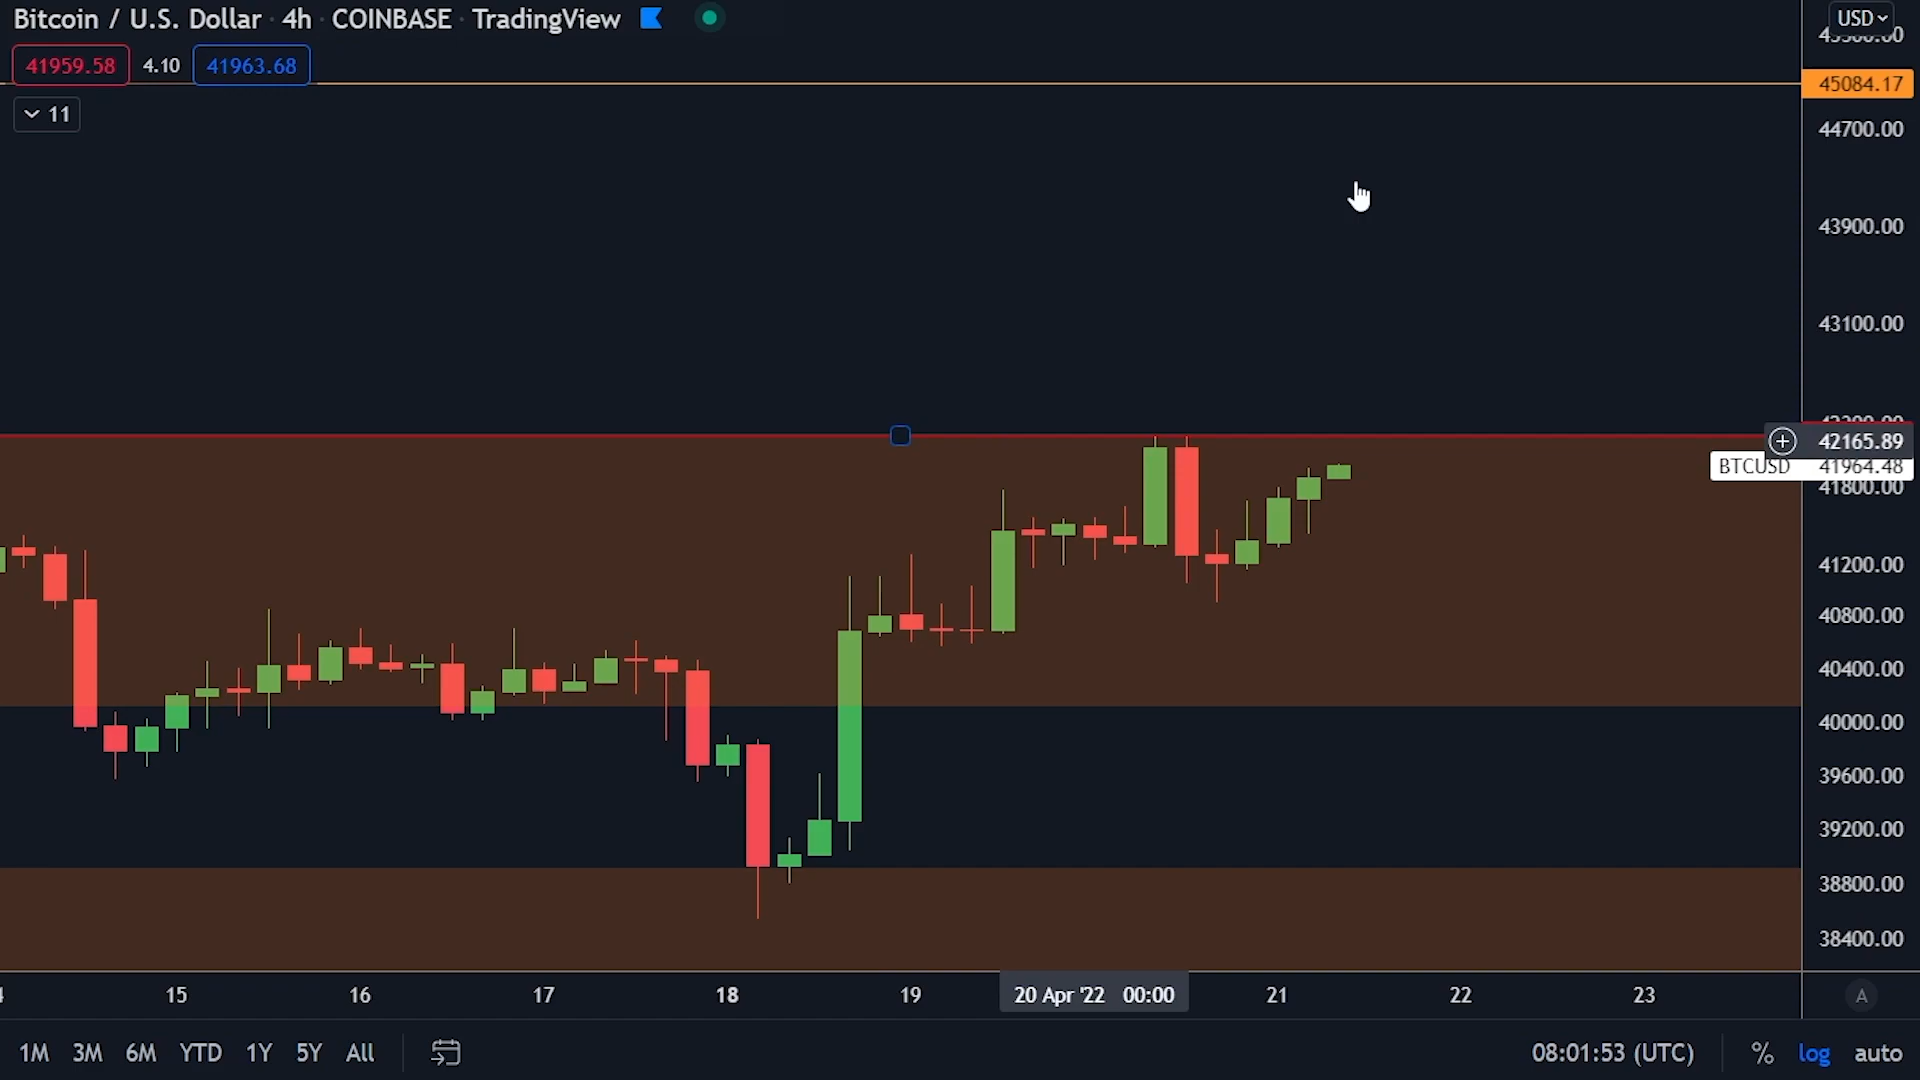 Bitcoin / U.S. Dollar · 4h · COINBASE · TradingView
USD
41959.58 4.10 41963.68
45084.17
11
44700.00
43900.00
43100.00
42165.89
BTCUSD 41964.48
41800.00
41200.00
40800.00
40400.00
40000.00
39600.00
39200.00
38800.00
38400.00
15 16 17 18 19 20 Apr '22 00:00 21 22 23 A
1M 3M 6M YTD 1Y 5Y All 08:01:53 (UTC) % log auto